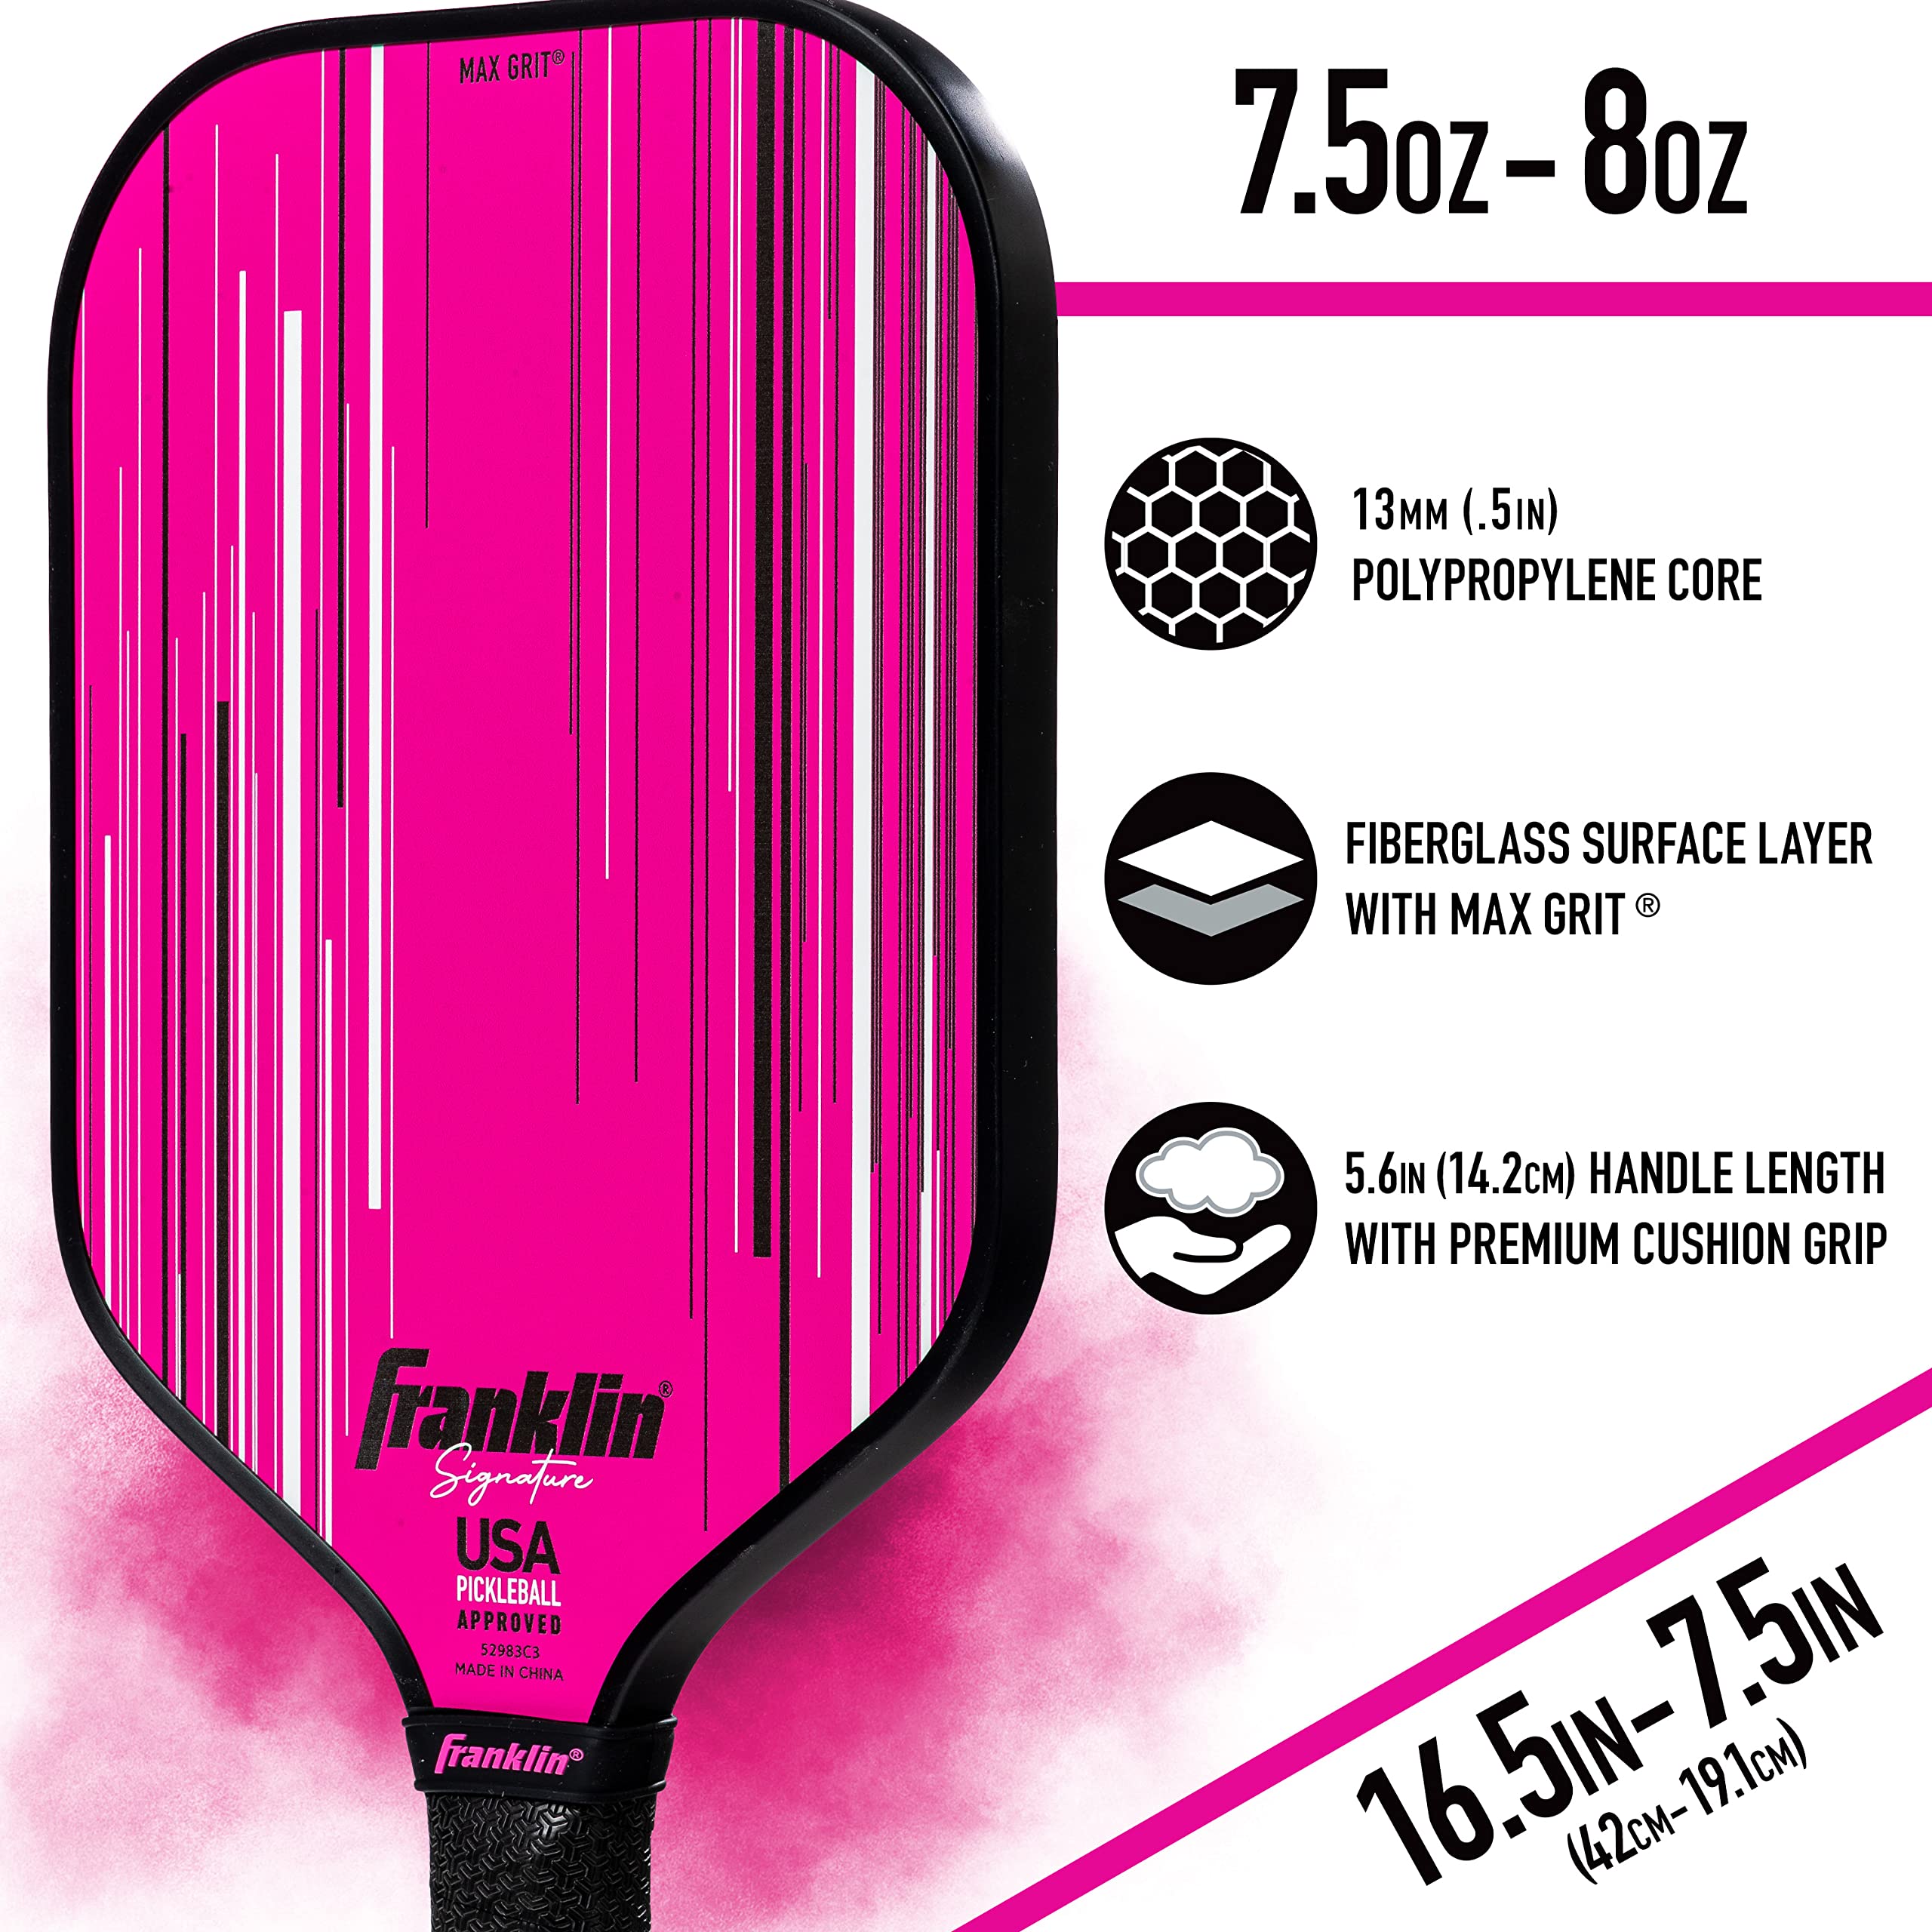 MAX GRIT®
Franklin®
Signature
USA
PICKLEBALL
APPROVED
52983C3
MADE IN CHINA
Franklin®
7.5OZ - 8OZ
13MM (.5IN)
POLYPROPYLENE CORE
FIBERGLASS SURFACE LAYER
WITH MAX GRIT ®
5.6IN (14.2CM) HANDLE LENGTH
WITH PREMIUM CUSHION GRIP
16.5IN-7.5IN
(42CM-19.1CM)